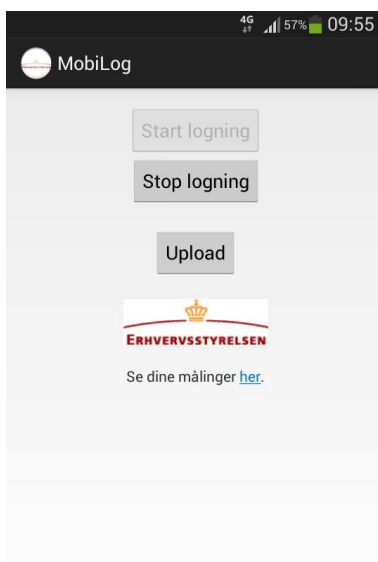 4G 57% 09:55
MobiLog
Start logning
Stop logning
Upload
ERHVERVSSTYRELSEN
Se dine målinger her.